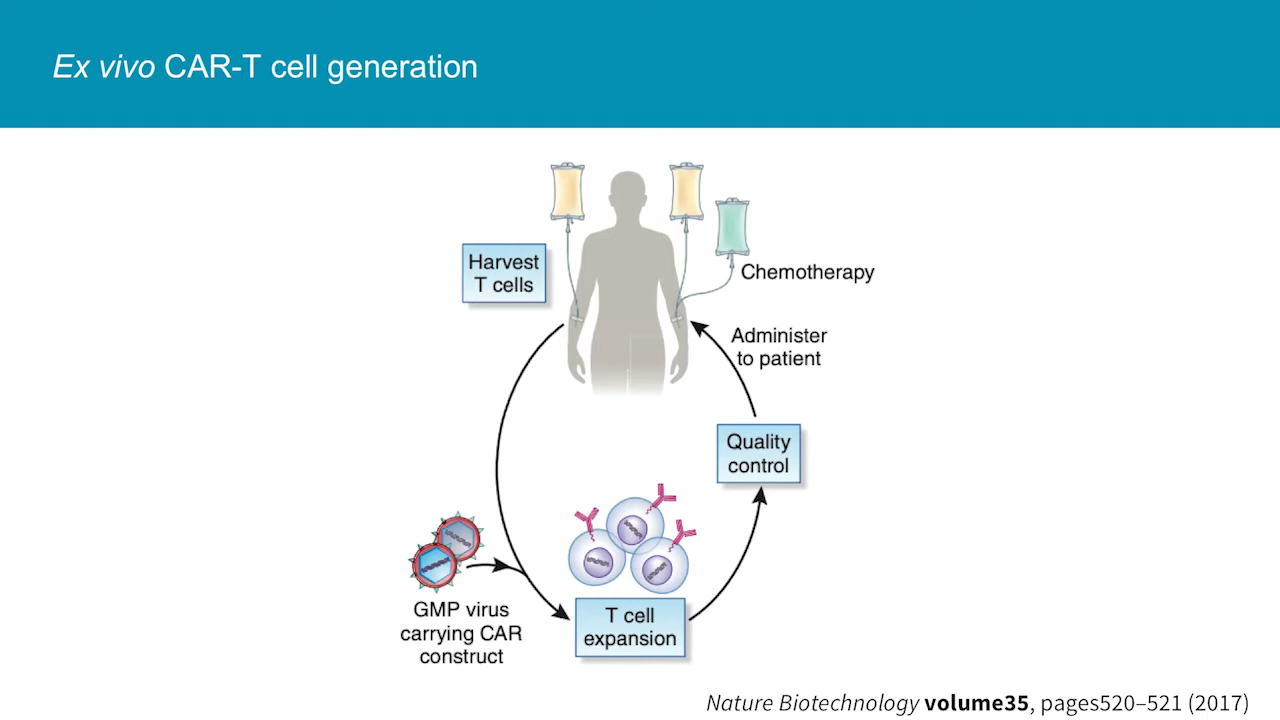 Ex vivo CAR-T cell generation
Harvest
T cells
Chemotherapy
Administer
to patient
Quality
control
GMP virus
carrying CAR
construct
T cell
expansion
Nature Biotechnology volume35, pages520–521 (2017)